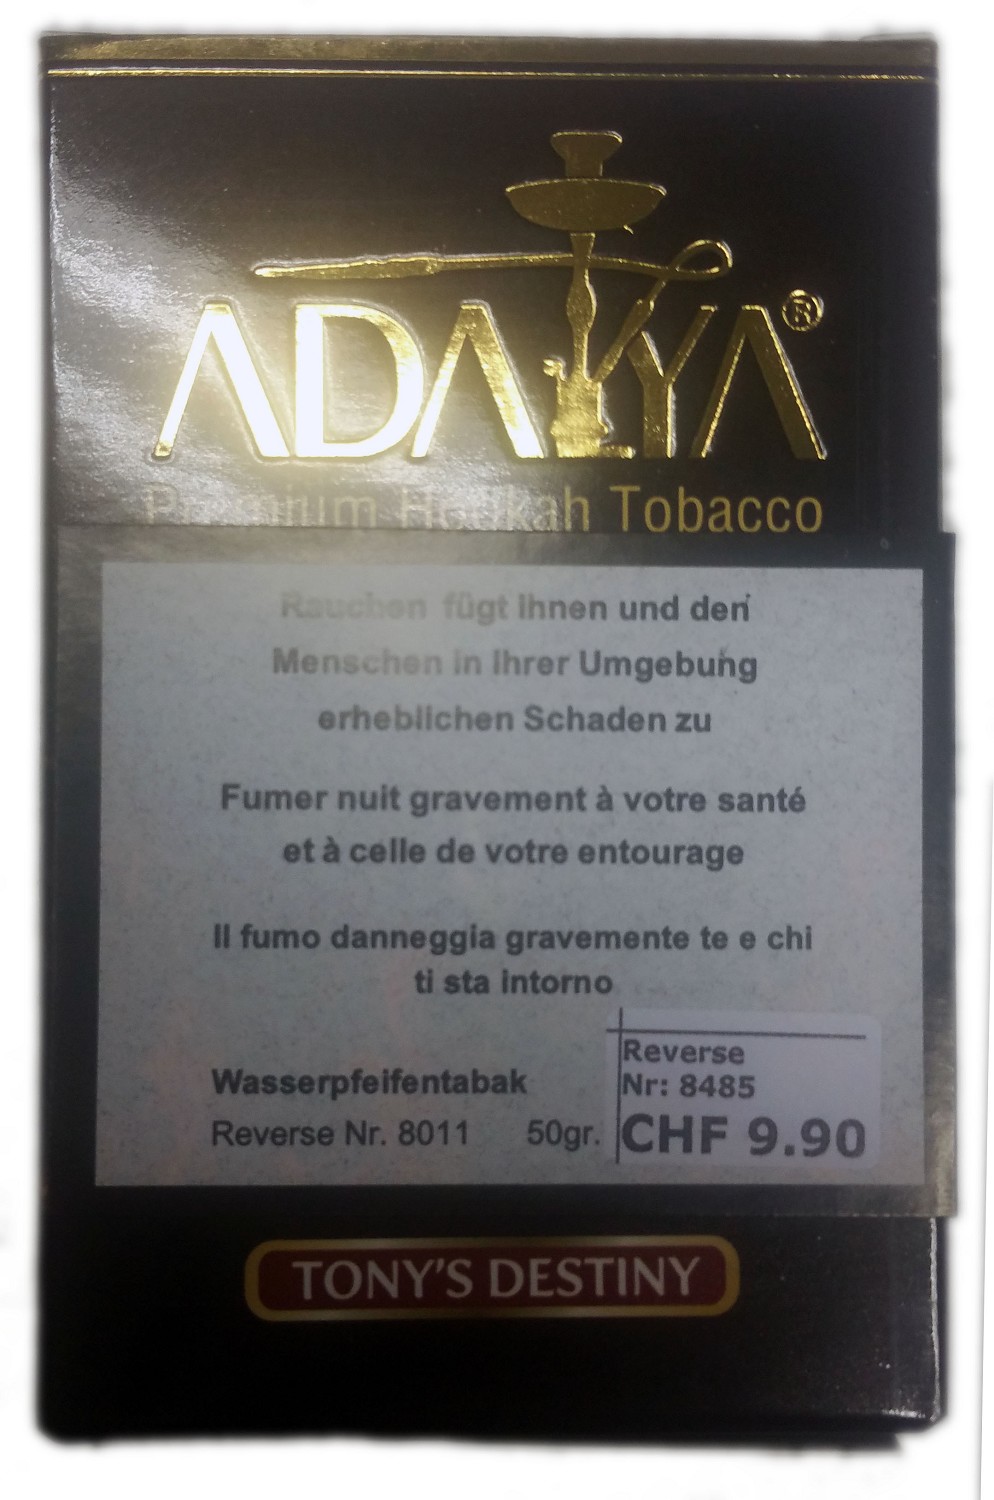 ADALYA®
Premium Hookah Tobacco
Rauchen fügt Ihnen und den
Menschen in Ihrer Umgebung
erheblichen Schaden zu
Fumer nuit gravement à votre santé
et à celle de votre entourage
Il fumo danneggia gravemente te e chi
ti sta intorno
Wasserpfeifentabak
Reverse Nr. 8011 50gr.
Reverse
Nr: 8485
CHF 9.90
TONY'S DESTINY